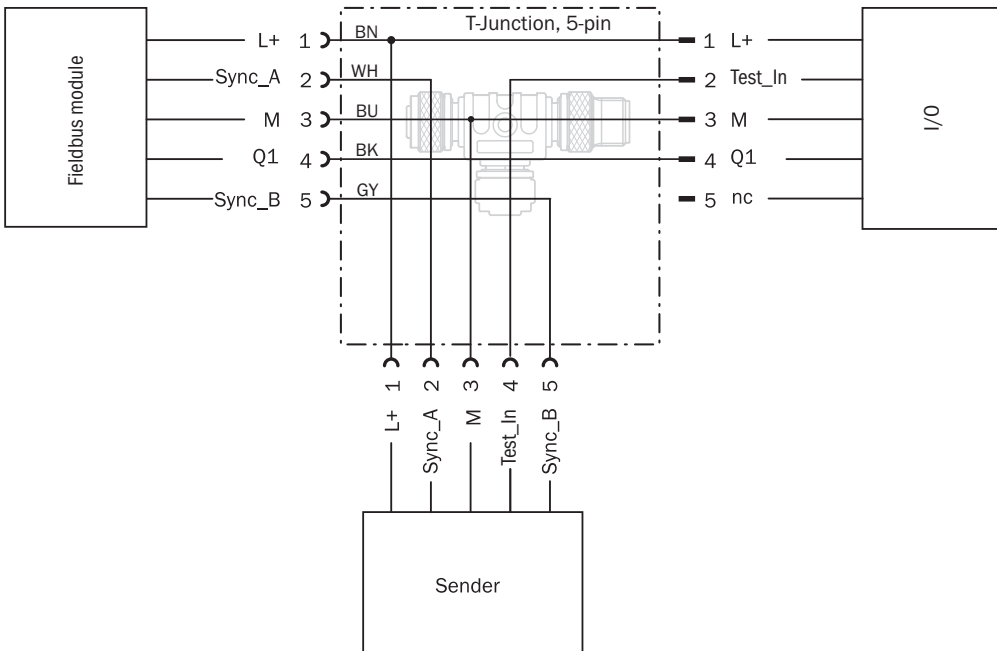 T-Junction, 5-pin
Fieldbus module
L+ 1 BN
Sync_A 2 WH
M 3 BU
Q1 4 BK
Sync_B 5 GY
1 L+
2 Test_In
3 M
4 Q1
5 nc
I/O
1 L+
2 Sync_A
3 M
4 Test_In
5 Sync_B
Sender